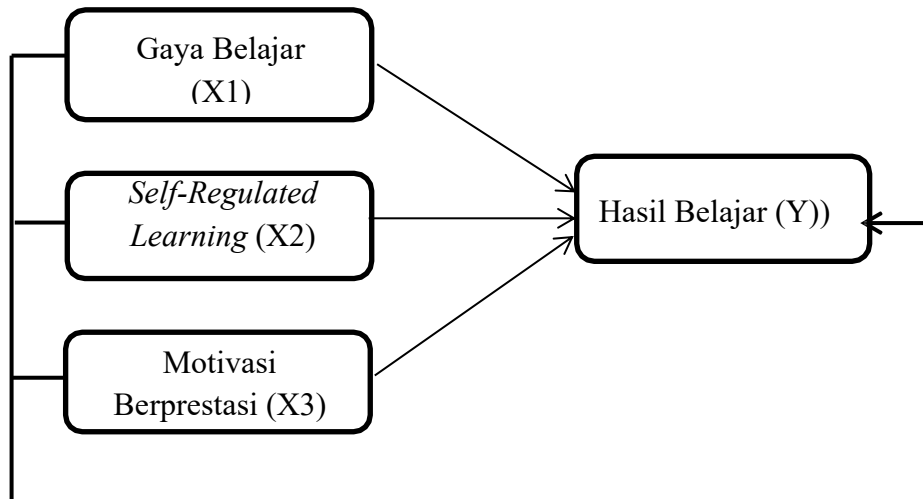 Gaya Belajar
(X1)
Self-Regulated
Learning (X2)
Motivasi
Berprestasi (X3)
Hasil Belajar (Y))